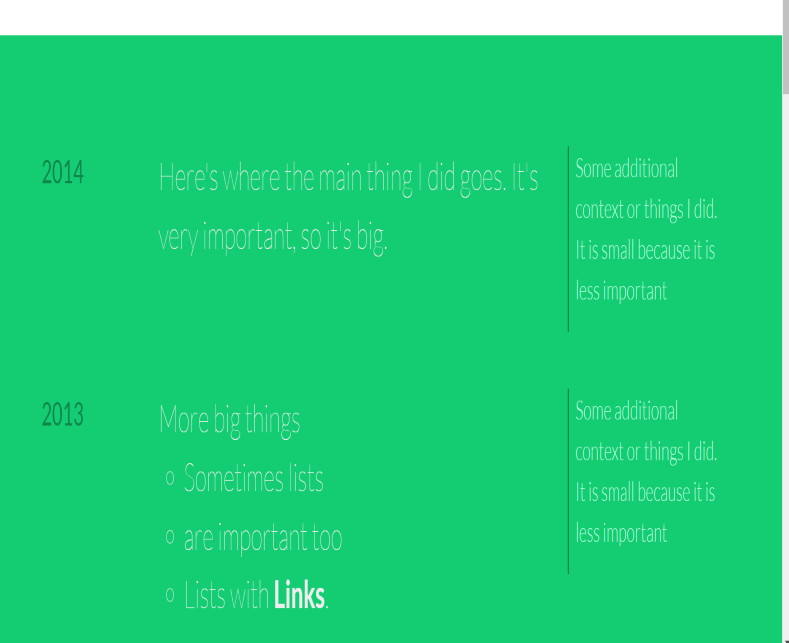 2014
Here's where the main thing I did goes. It's
very important, so it's big.
Some additional
context or things I did.
It is small because it is
less important
2013
More big things
Sometimes lists
are important too
Lists with Links.
Some additional
context or things I did.
It is small because it is
less important